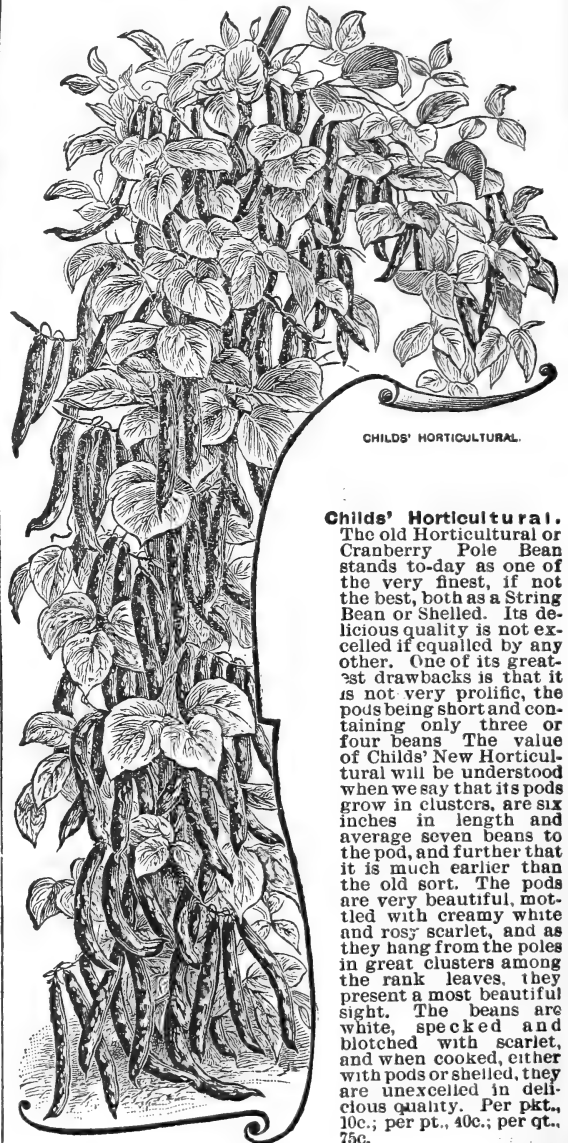 CHILDS' HORTICULTURAL.
Childs' Horticultural.
The old Horticultural or
Cranberry Pole Bean
stands to-day as one of
the very finest, if not
the best, both as a String
Bean or Shelled. Its de-
licious quality is not ex-
celled if equalled by any
other. One of its great-
est drawbacks is that it
is not very prolific, the
pods being short and con-
taining only three or
four beans The value
of Childs' New Horticul-
tural will be understood
when we say that its pods
grow in clusters, are six
inches in length and
average seven beans to
the pod, and further that
it is much earlier than
the old sort. The pods
are very beautiful, mot-
tled with creamy white
and rosy scarlet, and as
they hang from the poles
in great clusters among
the rank leaves, they
present a most beautiful
sight. The beans are
white, specked and
blotched with scarlet,
and when cooked, either
with pods or shelled, they
are unexcelled in deli-
cious quality. Per pkt.,
10c.; per pt., 40c.; per qt.,
75c.